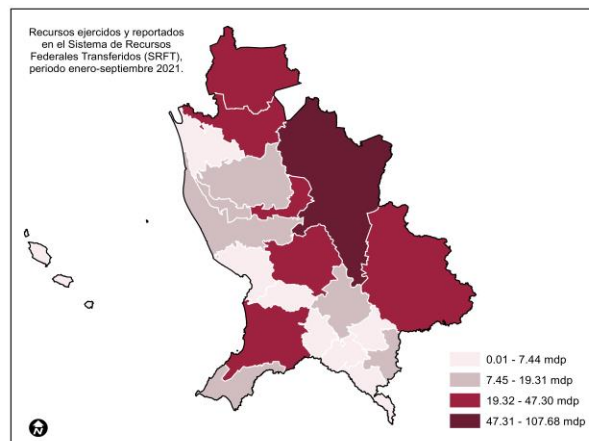 Recursos ejercidos y reportados
en el Sistema de Recursos
Federales Transferidos (SRFT),
periodo enero-septiembre 2021.
0.01 - 7.44 mdp
7.45 - 19.31 mdp
19.32 - 47.30 mdp
47.31 - 107.68 mdp
N